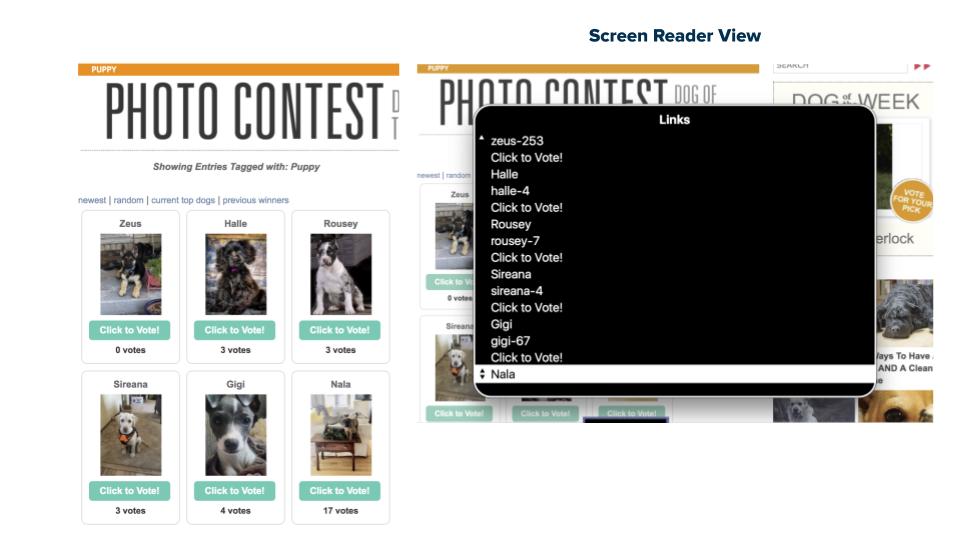 Screen Reader View
PUPPY
PHOTO CONTEST
Showing Entries Tagged with: Puppy
newest | random | current top dogs | previous winners
Zeus
Halle
Rousey
Click to Vote!
Click to Vote!
Click to Vote!
0 votes
3 votes
3 votes
Sireana
Gigi
Nala
Click to Vote!
Click to Vote!
Click to Vote!
3 votes
4 votes
17 votes
PUPPY
PHOTO CONTEST DOG OF
newest | random
Zeus
Click to Vo
0 votes
Sireana
Click to Vote!
Click to Vote!
Click to Vote!
Links
zeus-253
Click to Vote!
Halle
halle-4
Click to Vote!
Rousey
rousey-7
Click to Vote!
Sireana
sireana-4
Click to Vote!
Gigi
gigi-67
Click to Vote!
Nala
SEARCH
DOG of the WEEK
VOTE
FOR YOUR
PICK
erlock
Ways To Have
AND A Clean